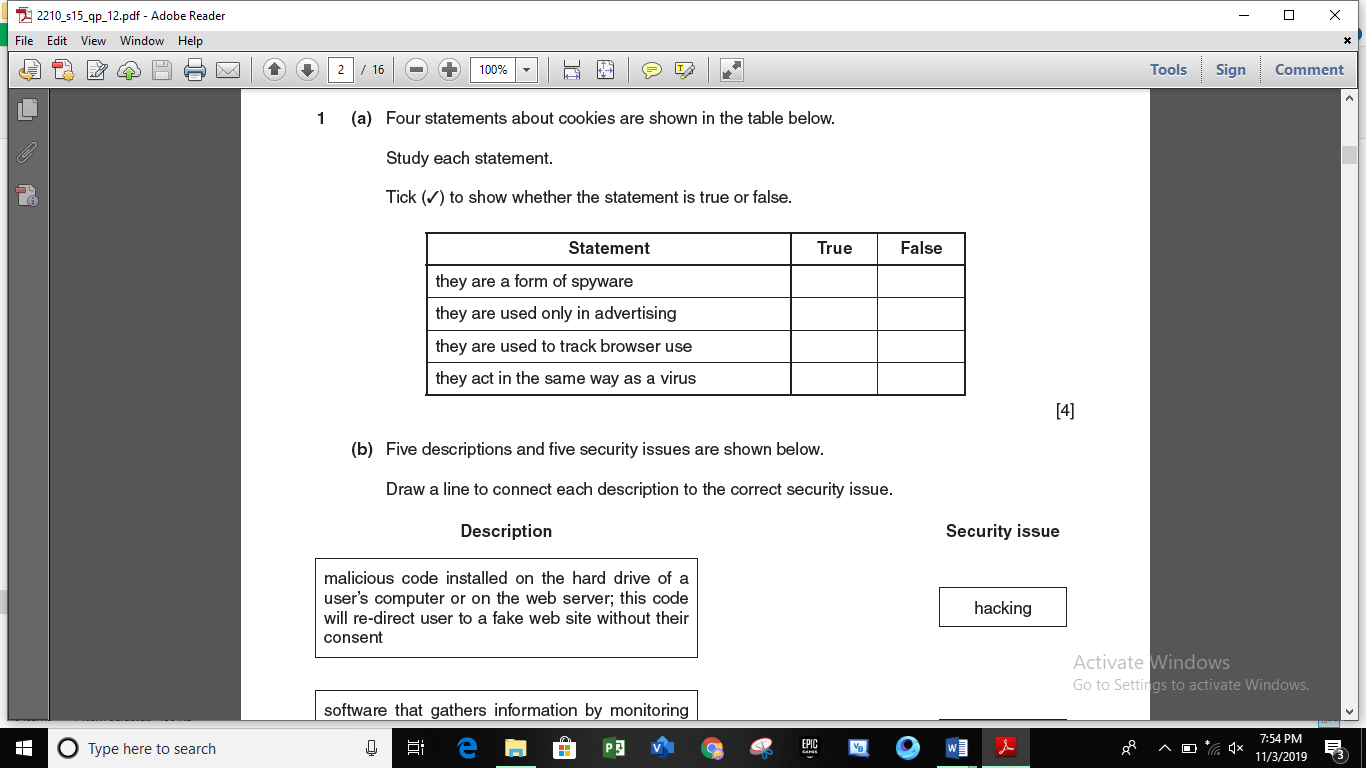 2210_s15_qp_12.pdf - Adobe Reader
File Edit View Window Help
2 / 16 100% Tools Sign Comment
1 (a) Four statements about cookies are shown in the table below.
Study each statement.
Tick (✓) to show whether the statement is true or false.
Statement True False
they are a form of spyware
they are used only in advertising
they are used to track browser use
they act in the same way as a virus
[4]
(b) Five descriptions and five security issues are shown below.
Draw a line to connect each description to the correct security issue.
Description Security issue
malicious code installed on the hard drive of a
user's computer or on the web server; this code
will re-direct user to a fake web site without their
consent
hacking
Activate Windows
Go to Settings to activate Windows.
software that gathers information by monitoring
Type here to search
EPIC GAMES
7:54 PM
11/3/2019
3